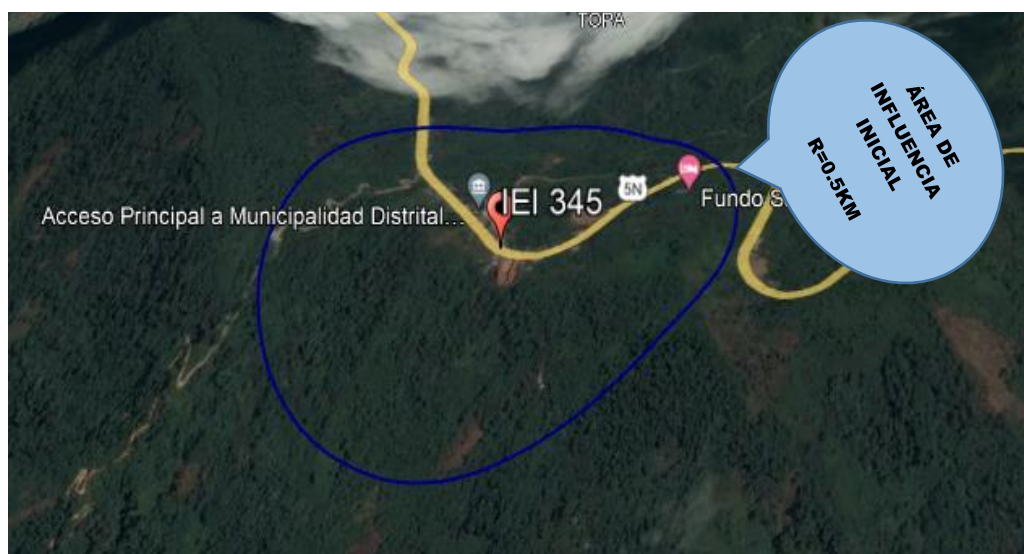 TORA
ÁREA DE
INFLUENCIA
INICIAL
R=0.5KM
IEI 345
5N
Acceso Principal a Municipalidad Distrital...
Fundo S